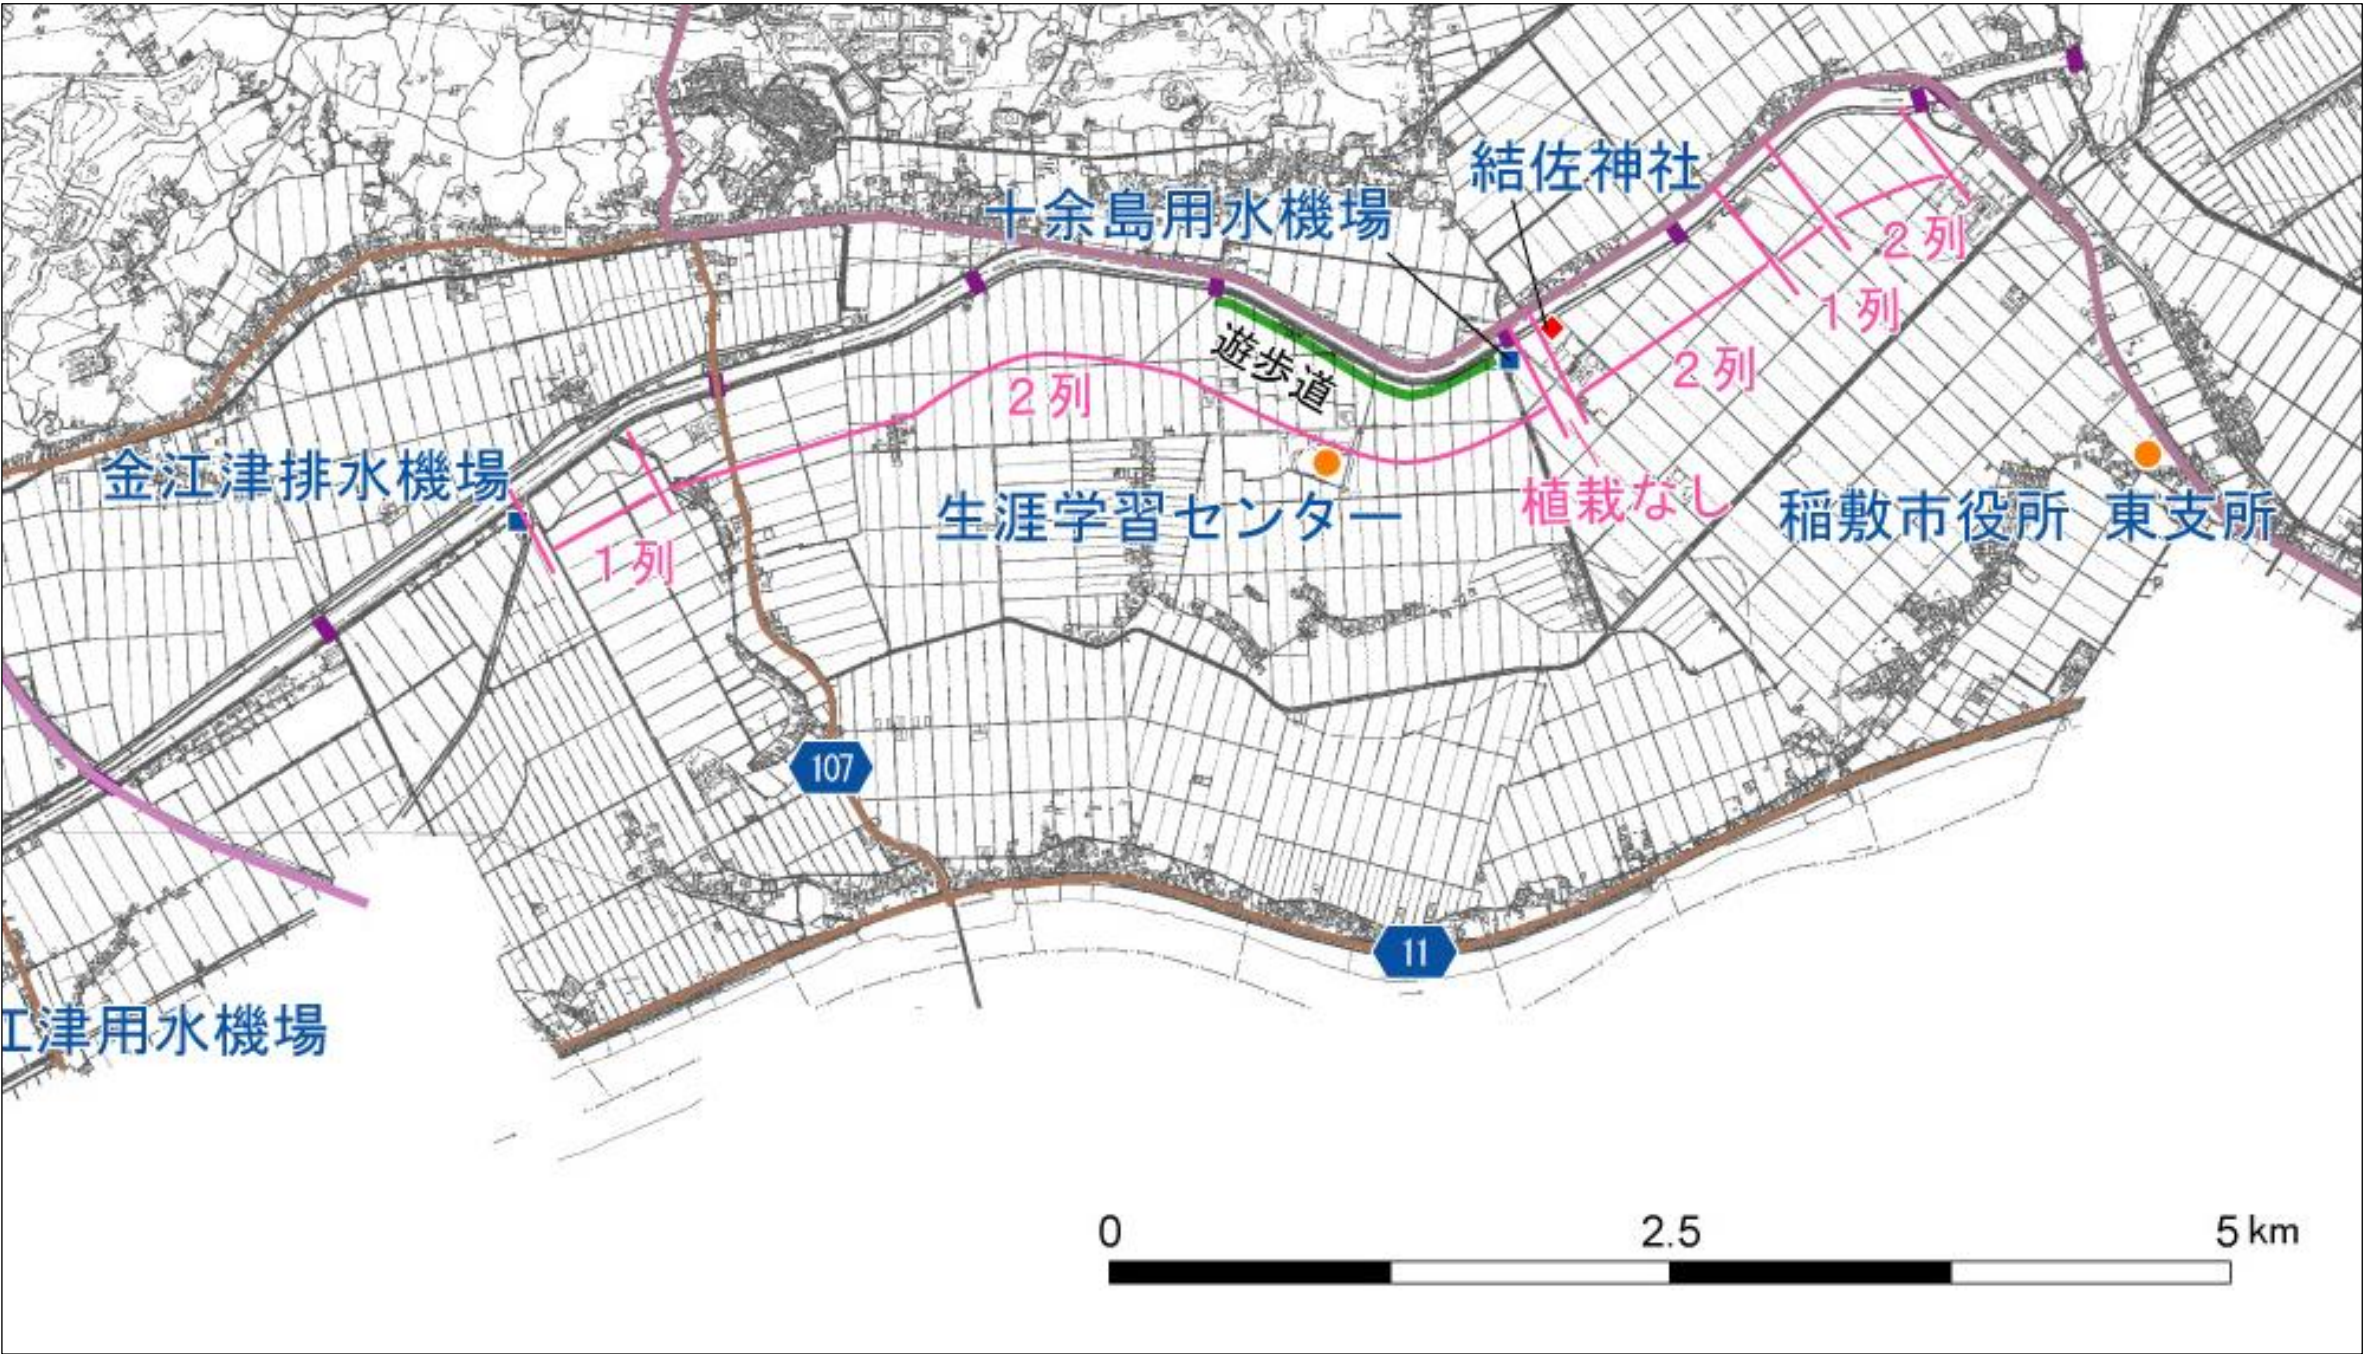 結佐神社
十余島用水機場
2列
1列
遊歩道
2列
2列
金江津排水機場
植栽なし
生涯学習センター
稲敷市役所 東支所
1列
107
11
江津用水機場
0
2.5
5 km